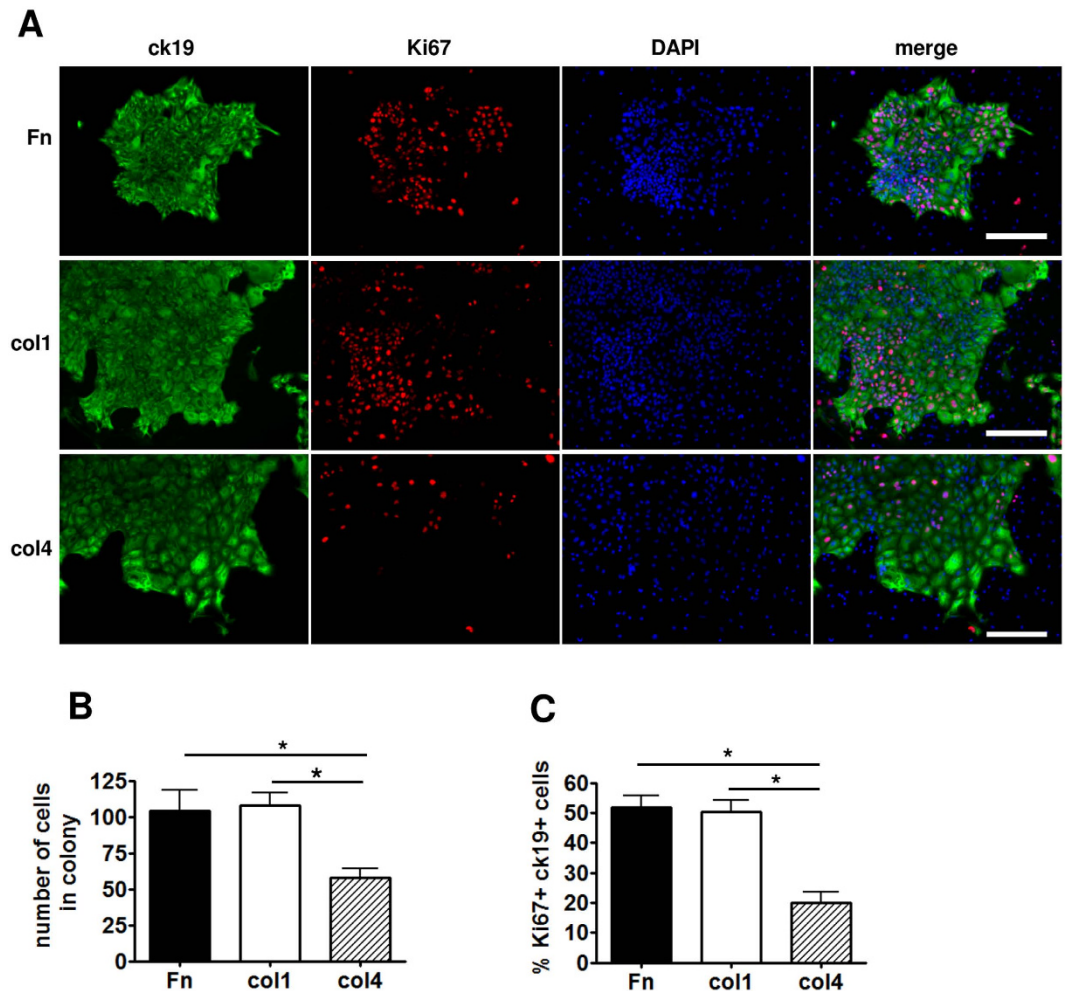 A
ck19 Ki67 DAPI merge
Fn
col1
col4
B
*
*
125
100
75
50
25
0
number of cells
in colony
Fn col1 col4
C
*
*
60
50
40
30
20
10
0
% Ki67+ ck19+ cells
Fn col1 col4